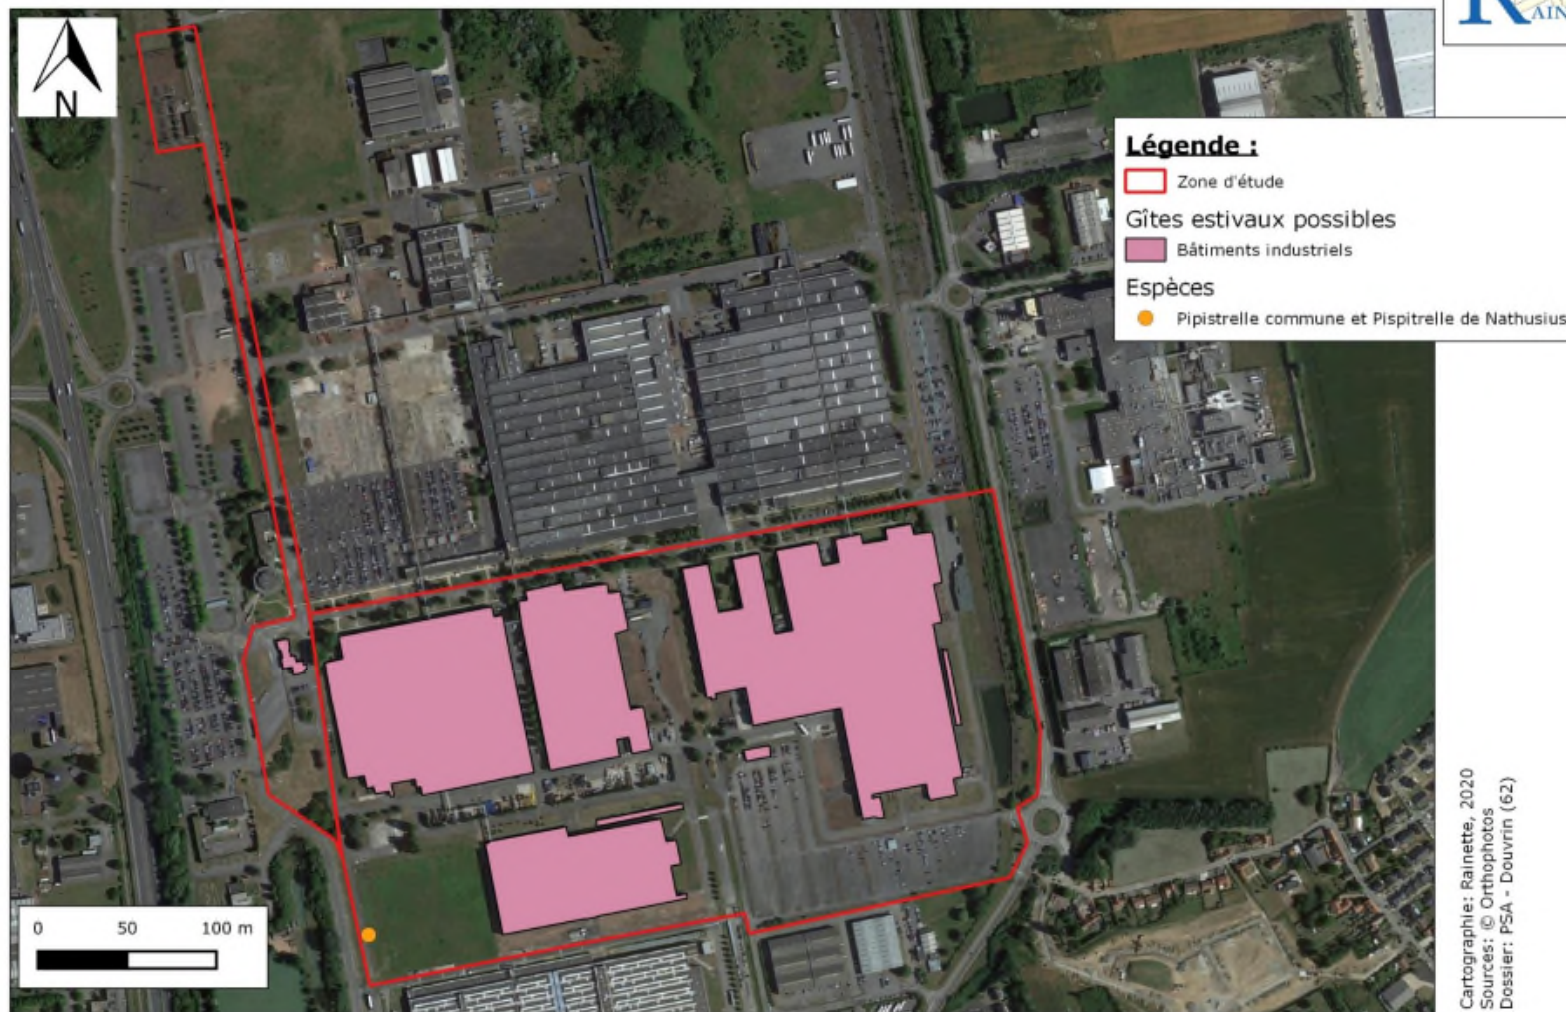 N
AIN
Légende :
Zone d'étude
Gîtes estivaux possibles
Bâtiments industriels
Espèces
Pipistrelle commune et Pispitrelle de Nathusius
0 50 100 m
Cartographie: Rainette, 2020
Sources: © Orthophotos
Dossier: PSA - Douvrin (62)